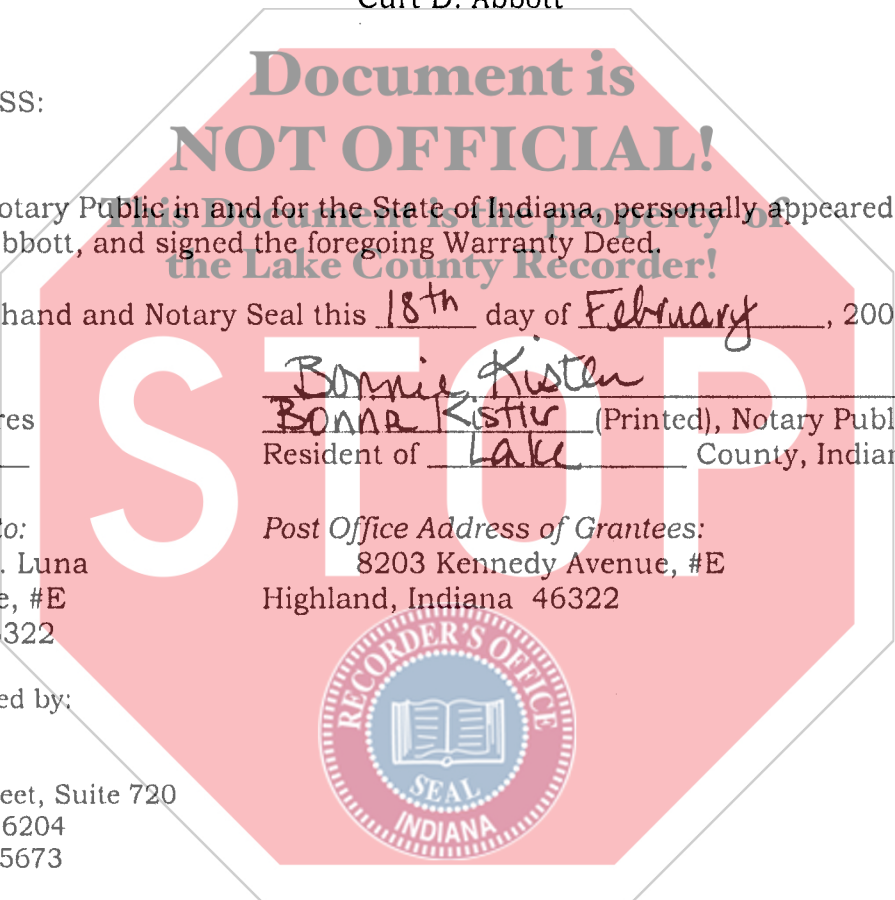 Curt D. Abbott
Document is
SS:
NOT OFFICIAL!
otary Public in and for the State of Indiana, personally appeared
This Document is the property of
bbott, and signed the foregoing Warranty Deed.
the Lake County Recorder!
hand and Notary Seal this 18th day of February, 200
STOP
Bonnie Kisten
res
(Printed), Notary Publ
Resident of Lake County, Indian
to:
Post Office Address of Grantees:
. Luna
8203 Kennedy Avenue, #E
e, #E
Highland, Indiana 46322
322
ed by:
RECORDER'S OFFICE
SEAL
INDIANA
eet, Suite 720
6204
5673